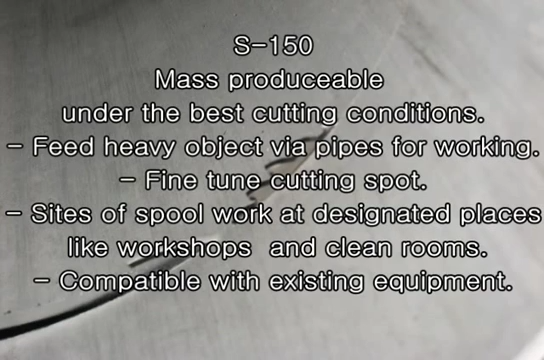 S-150
Mass produceable
under the best cutting conditions.
- Feed heavy object via pipes for working.
- Fine tune cutting spot.
- Sites of spool work at designated places
like workshops and clean rooms.
- Compatible with existing equipment.